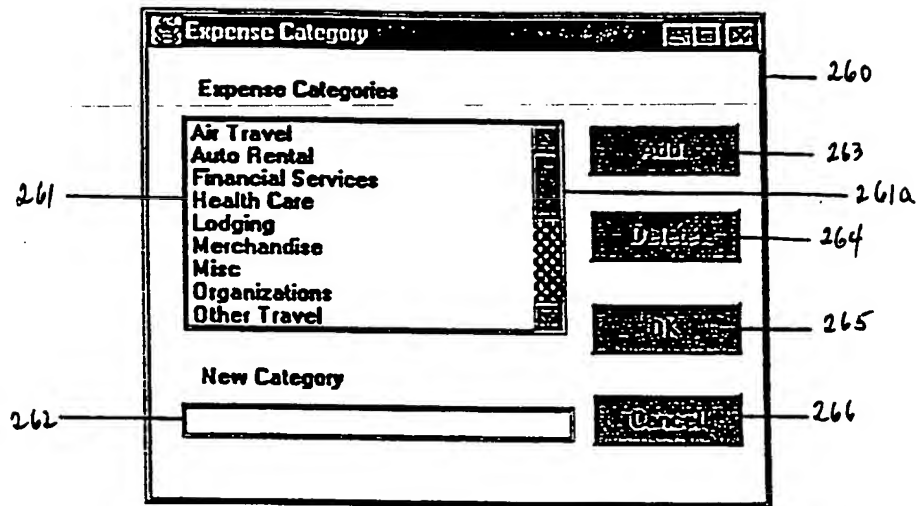 Expense Category
260
Expense Categories
Air Travel
Auto Rental
Financial Services
Health Care
Lodging
Merchandise
Misc
Organizations
Other Travel
261
261a
Add
263
Delete
264
OK
265
New Category
262
Cancel
266